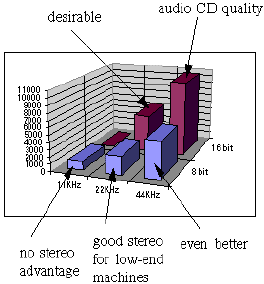 audio CD quality
desirable
11000
10000
9000
8000
7000
6000
5000
4000
3000
2000
1000
0
11KHz
22KHz
44KHz
8 bit
16 bit
no stereo
advantage
good stereo
for low-end
machines
even better